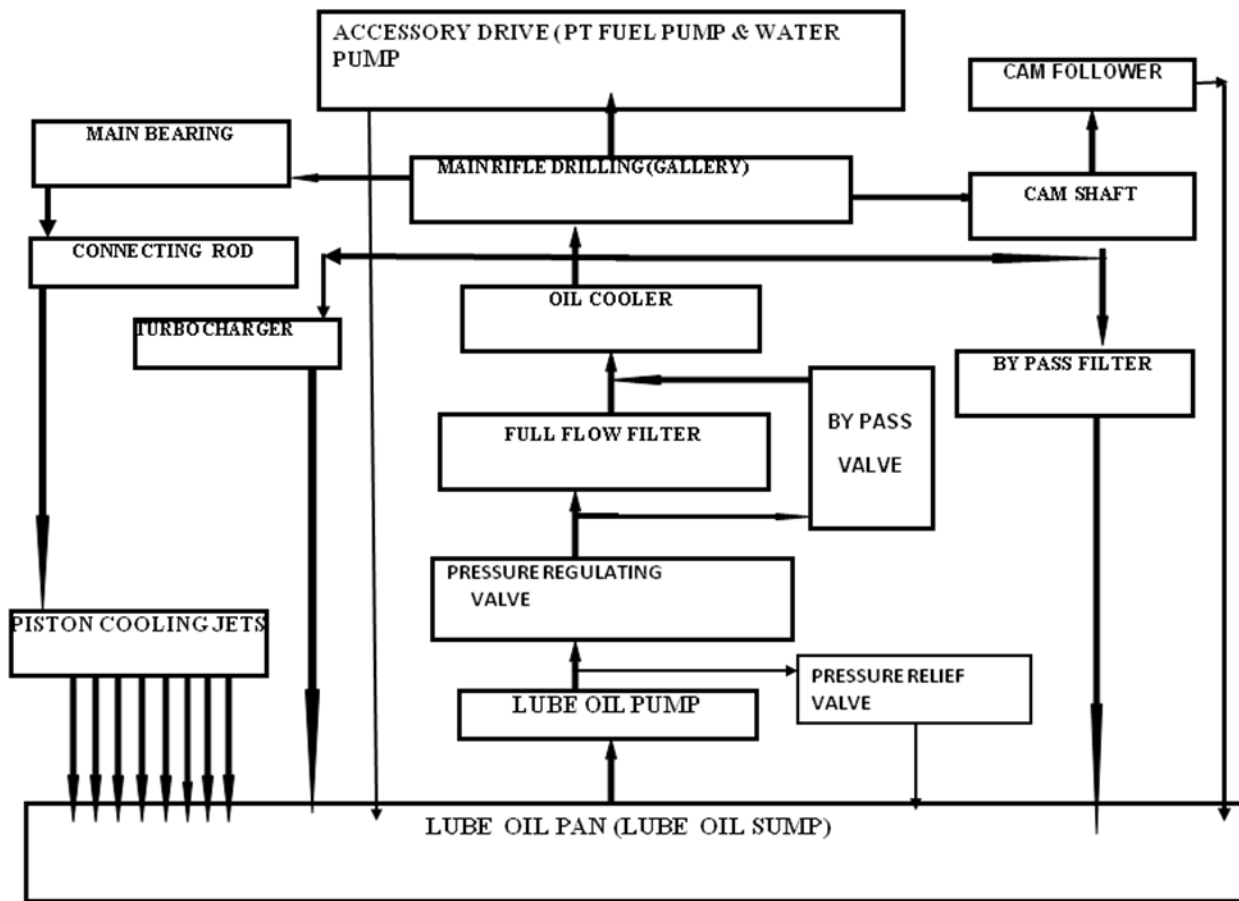 ACCESSORY DRIVE (PT FUEL PUMP & WATER
PUMP
CAM FOLLOWER
MAIN BEARING
MAIN RIFLE DRILLING (GALLERY)
CAM SHAFT
CONNECTING ROD
OIL COOLER
TURBOCHARGER
BY PASS FILTER
FULL FLOW FILTER
BY PASS
VALVE
PRESSURE REGULATING
VALVE
PISTON COOLING JETS
PRESSURE RELIEF
VALVE
LUBE OIL PUMP
LUBE OIL PAN (LUBE OIL SUMP)